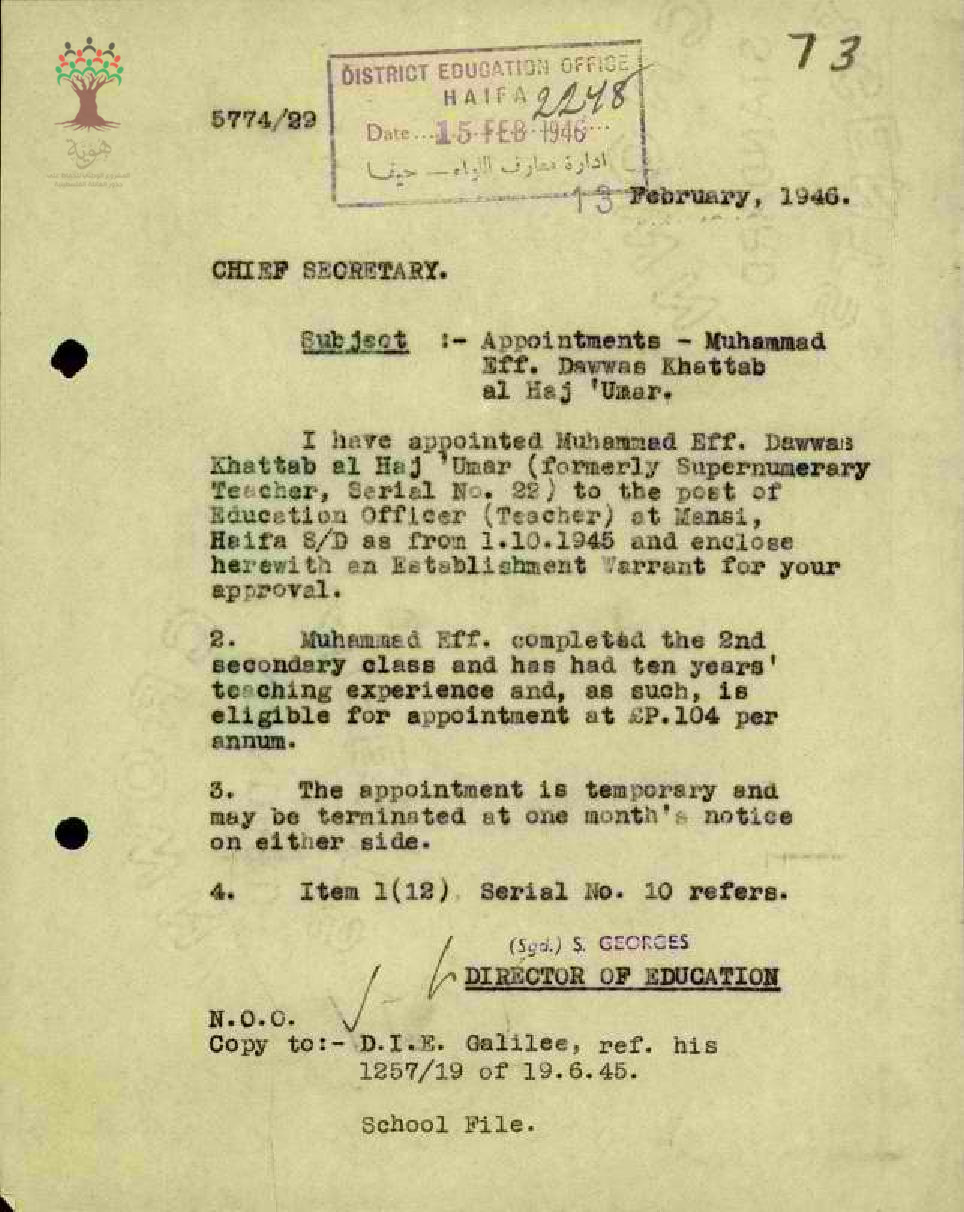 73
هوية
DISTRICT EDUCATION OFFICE
HAIFA 2248
Date... 15 FEB 1946...
ادارة معارف اللواء — حيفا
5774/29
13 February, 1946.
CHIEF SECRETARY.
Subject :- Appointments - Muhammad
Eff. Dawwas Khattab
al Haj 'Umar.
I have appointed Muhammad Eff. Dawwas
Khattab al Haj 'Umar (formerly Supernumerary
Teacher, Serial No. 22) to the post of
Education Officer (Teacher) at Mansi,
Haifa S/D as from 1.10.1945 and enclose
herewith an Establishment Warrant for your
approval.
2. Muhammad Eff. completed the 2nd
secondary class and has had ten years'
teaching experience and, as such, is
eligible for appointment at £P.104 per
annum.
3. The appointment is temporary and
may be terminated at one month's notice
on either side.
4. Item 1(12) Serial No. 10 refers.
(Sgd.) S. GEORGES
DIRECTOR OF EDUCATION
N.O.O.
Copy to:- D.I.E. Galilee, ref. his
1257/19 of 19.6.45.
School File.